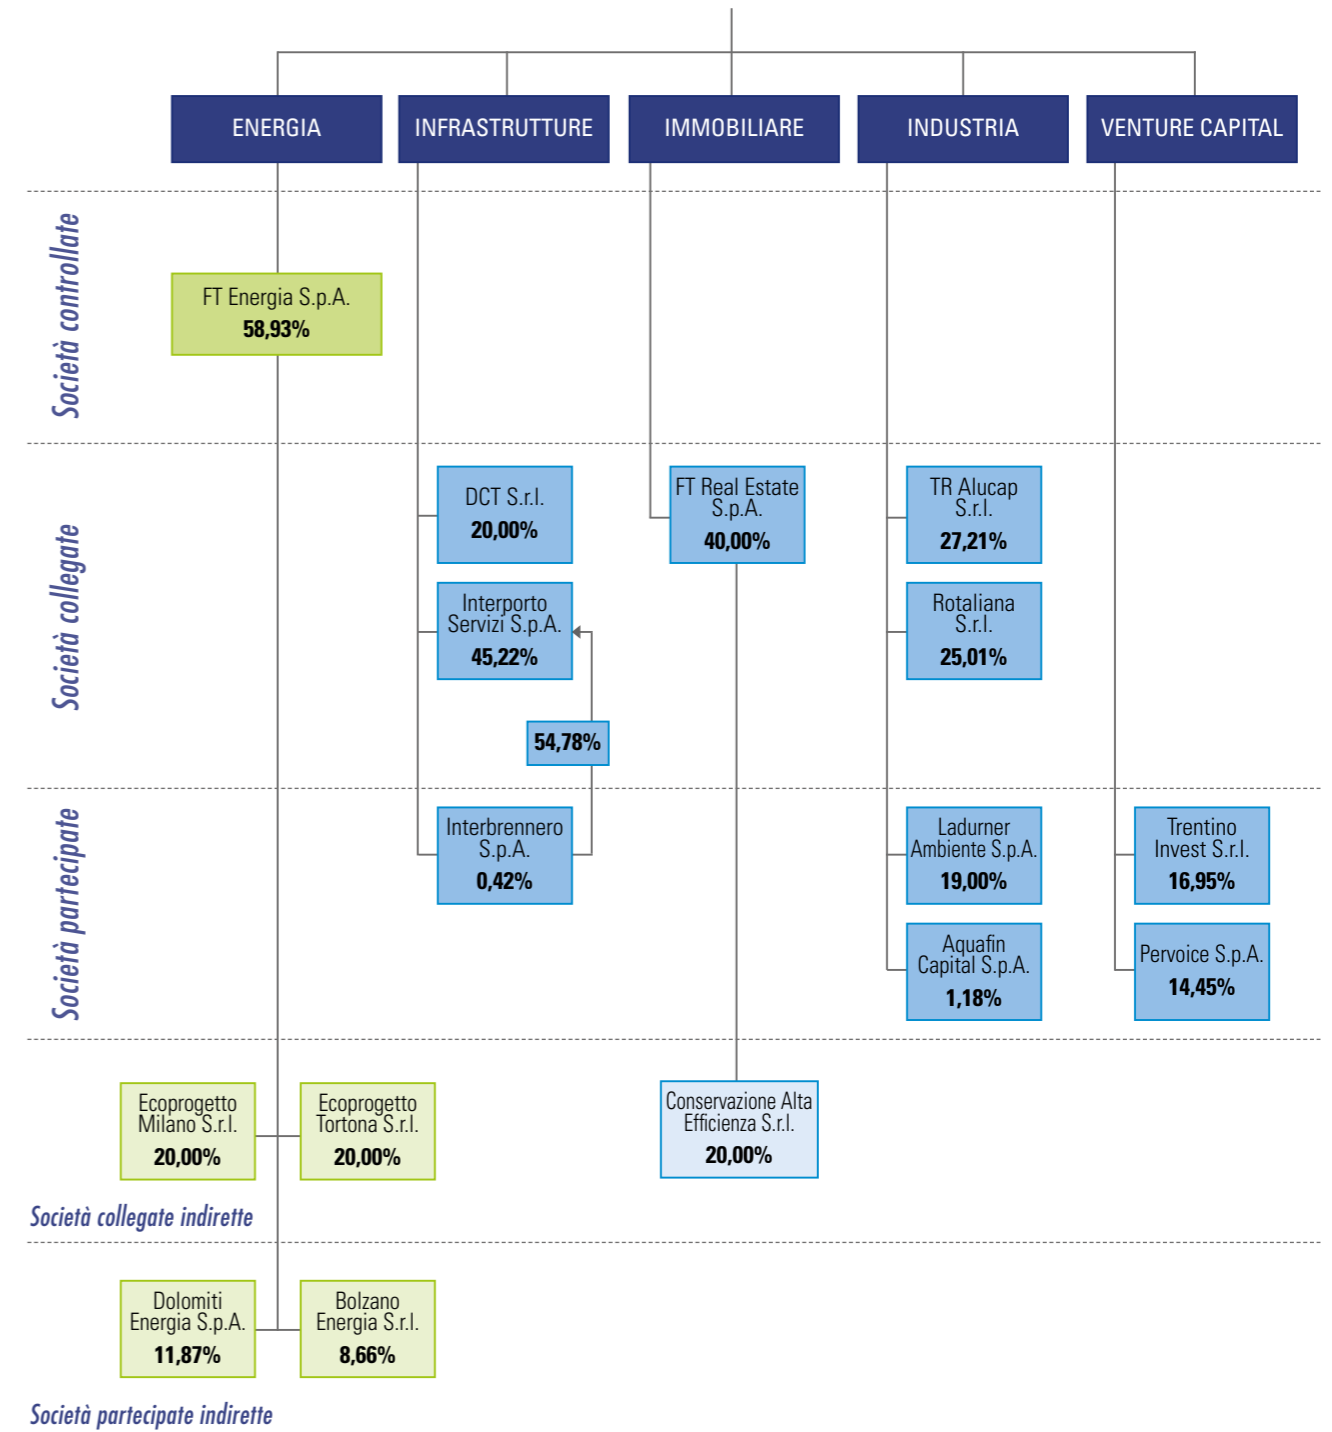 ENERGIA
INFRASTRUTTURE
IMMOBILIARE
INDUSTRIA
VENTURE CAPITAL
Società controllate
FT Energia S.p.A.
58,93%
Società collegate
DCT S.r.l.
20,00%
Interporto
Servizi S.p.A.
45,22%
54,78%
FT Real Estate
S.p.A.
40,00%
TR Alucap
S.r.l.
27,21%
Rotaliana
S.r.l.
25,01%
Società partecipate
Interbrennero
S.p.A.
0,42%
Ladurner
Ambiente S.p.A.
19,00%
Aquafin
Capital S.p.A.
1,18%
Trentino
Invest S.r.l.
16,95%
Pervoice S.p.A.
14,45%
Ecoprogetto
Milano S.r.l.
20,00%
Ecoprogetto
Tortona S.r.l.
20,00%
Conservazione Alta
Efficienza S.r.l.
20,00%
Società collegate indirette
Dolomiti
Energia S.p.A.
11,87%
Bolzano
Energia S.r.l.
8,66%
Società partecipate indirette